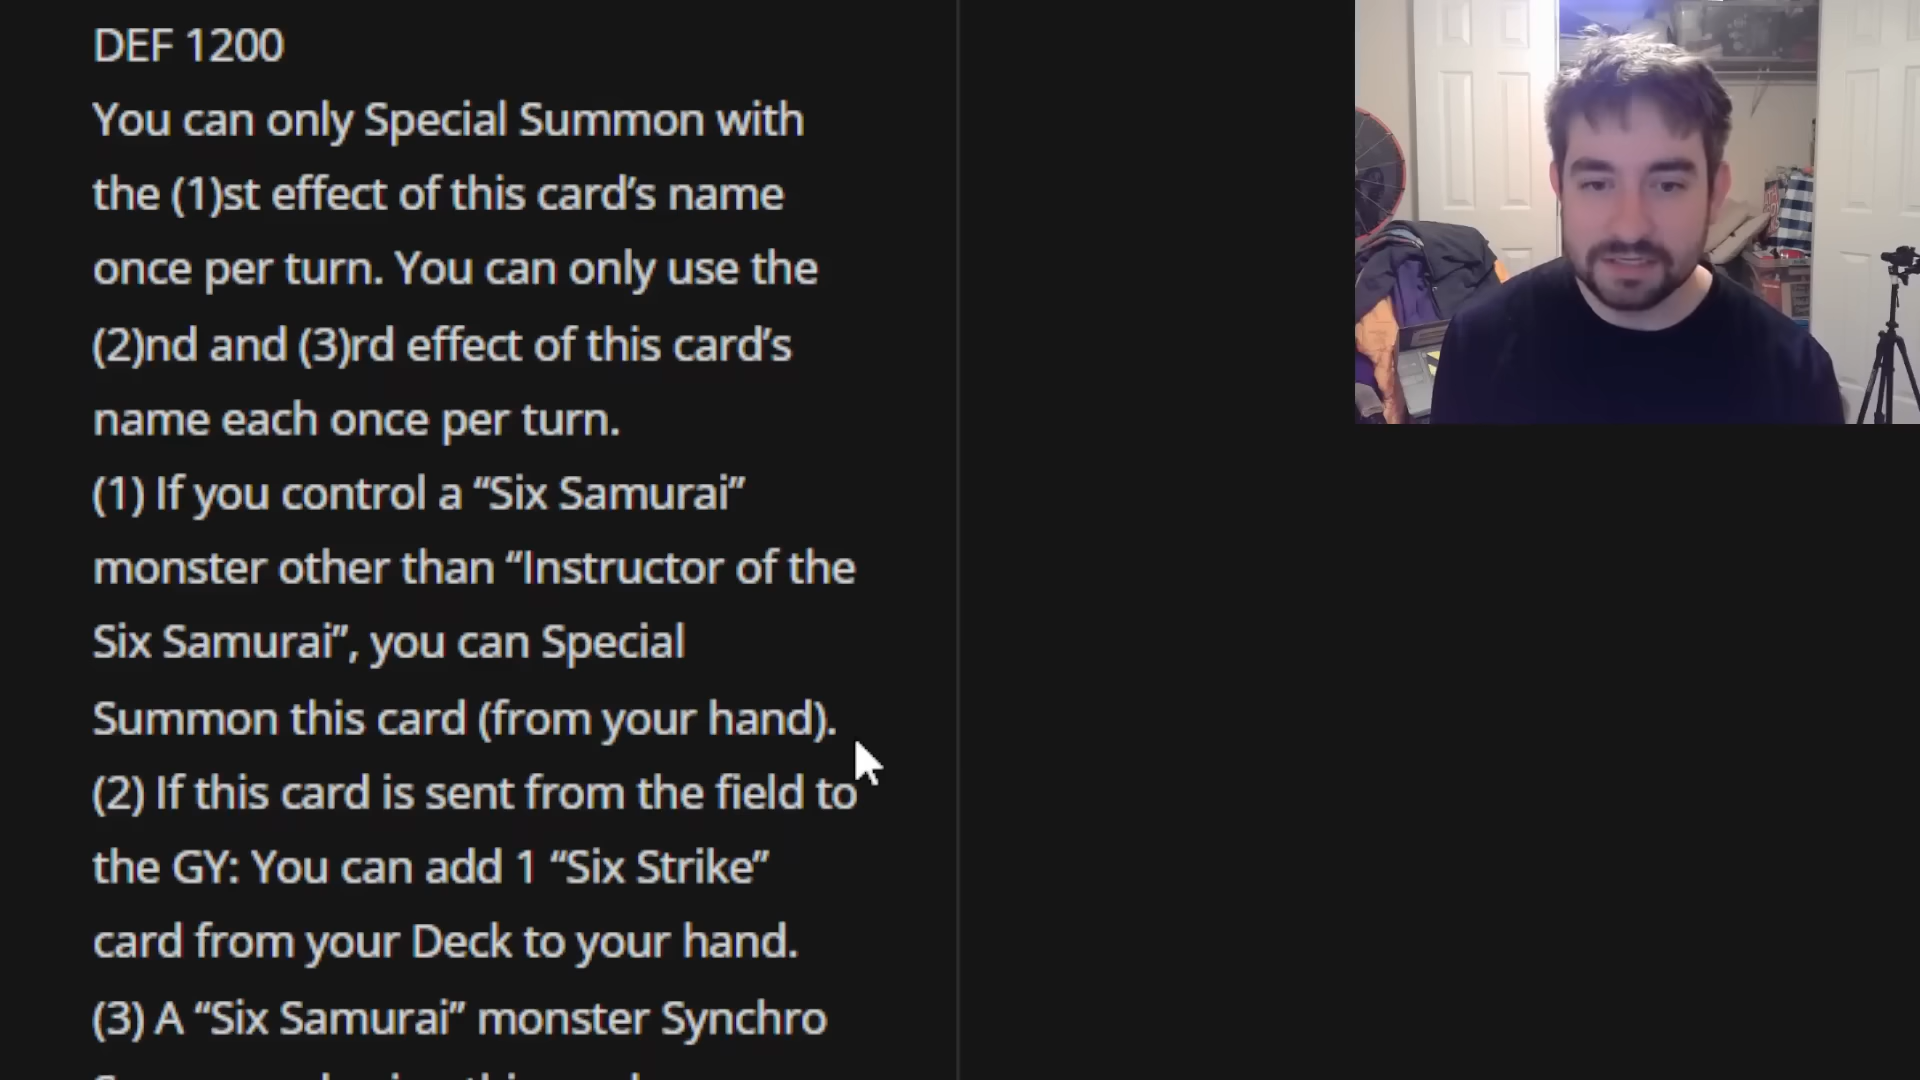 DEF 1200
You can only Special Summon with
the (1)st effect of this card’s name
once per turn. You can only use the
(2)nd and (3)rd effect of this card’s
name each once per turn.
(1) If you control a “Six Samurai”
monster other than “Instructor of the
Six Samurai”, you can Special
Summon this card (from your hand).
(2) If this card is sent from the field to
the GY: You can add 1 “Six Strike”
card from your Deck to your hand.
(3) A “Six Samurai” monster Synchro